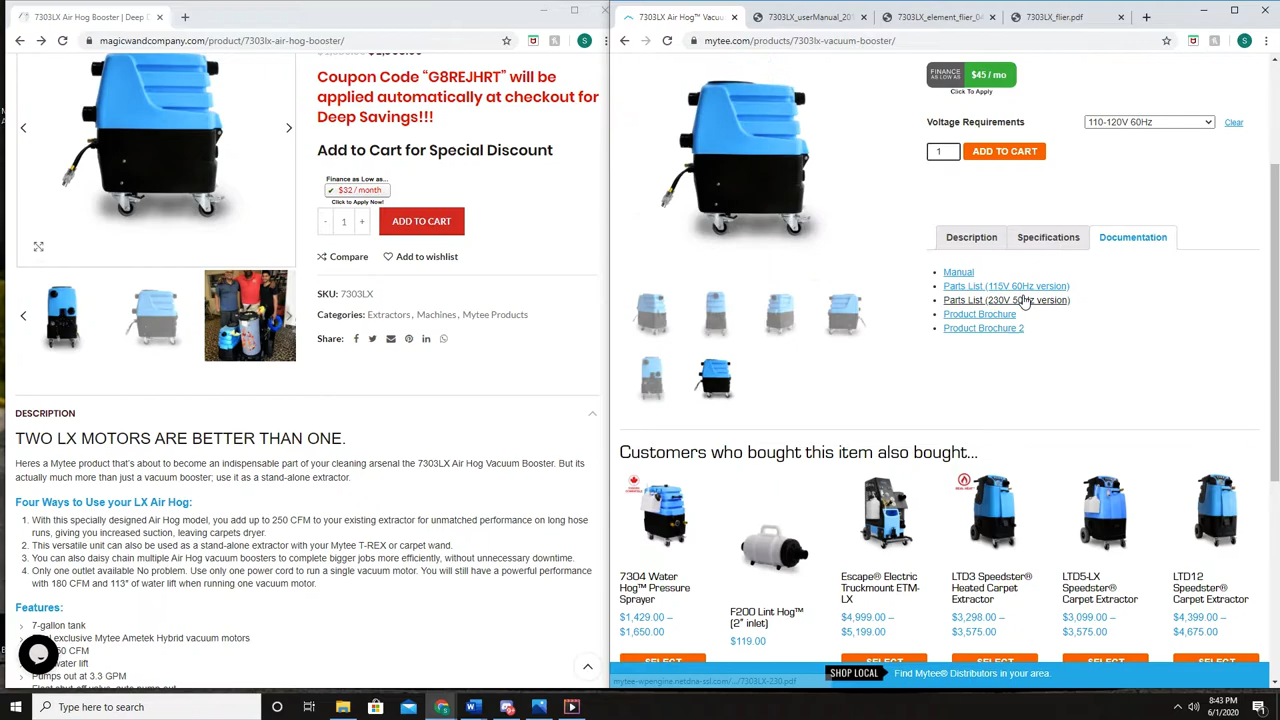 7303LX Air Hog Booster | Deep D
magicwandcompany.com/product/7303lx-air-hog-booster/
Coupon Code “G8REJHRT” will be
applied automatically at checkout for
Deep Savings!!!
Add to Cart for Special Discount
Finance as Low as...
$32 / month
Click to Apply Now!
- 1 +
ADD TO CART
Compare
Add to wishlist
SKU: 7303LX
Categories: Extractors, Machines, Mytee Products
Share:
DESCRIPTION
TWO LX MOTORS ARE BETTER THAN ONE.
Heres a Mytee product that's about to become an indispensable part of your cleaning arsenal the 7303LX Air Hog Vacuum Booster. But its
actually much more than just a vacuum booster; use it as a stand-alone extractor.
Four Ways to Use your LX Air Hog:
1. With this specially designed Air Hog model, you add up to 250 CFM to your existing extractor for unmatched performance on long hose
runs, giving you increased suction, leaving carpets dryer.
2. This versatile unit can also be used as a stand-alone extractor with your Mytee T-REX or carpet wand.
3. You can also daisy chain multiple Air Hog vacuum boosters to complete bigger jobs more efficiently, without unnecessary downtime.
4. Only one outlet available No problem. Use only one power cord to run a single vacuum motor. You will still have a powerful performance
with 180 CFM and 113" of water lift when running one vacuum motor.
Features:
7-gallon tank
exclusive Mytee Ametek Hybrid vacuum motors
CFM
lift
Pumps out at 3.3 GPM
7303LX Air Hog™ Vacuu
7303LX_userManual_201
7303LX_element_flier_04
7303LX_flier.pdf
mytee.com/products/7303lx-vacuum-booster/
FINANCE
AS LOW AS
$45 / mo
Click To Apply
Voltage Requirements
110-120V 60Hz
Clear
1
ADD TO CART
Description
Specifications
Documentation
Manual
Parts List (115V 60Hz version)
Parts List (230V 50Hz version)
Product Brochure
Product Brochure 2
Customers who bought this item also bought...
7304 Water
Hog™ Pressure
Sprayer
$1,429.00 –
$1,650.00
F200 Lint Hog™
(2" inlet)
$119.00
Escape® Electric
Truckmount ETM-
LX
$4,999.00 –
$5,199.00
LTD3 Speedster®
Heated Carpet
Extractor
$3,298.00 –
$3,575.00
LTD5-LX
Speedster®
Carpet Extractor
$3,099.00 –
$3,575.00
LTD12
Speedster®
Carpet Extractor
$4,399.00 –
$4,675.00
SELECT
SELECT
SELECT
SELECT
SELECT
SHOP LOCAL
Find Mytee® Distributors in your area.
mytee-wpengine.netdna-ssl.com/.../7303LX-230.pdf
Type here to search
8:43 PM
6/1/2020